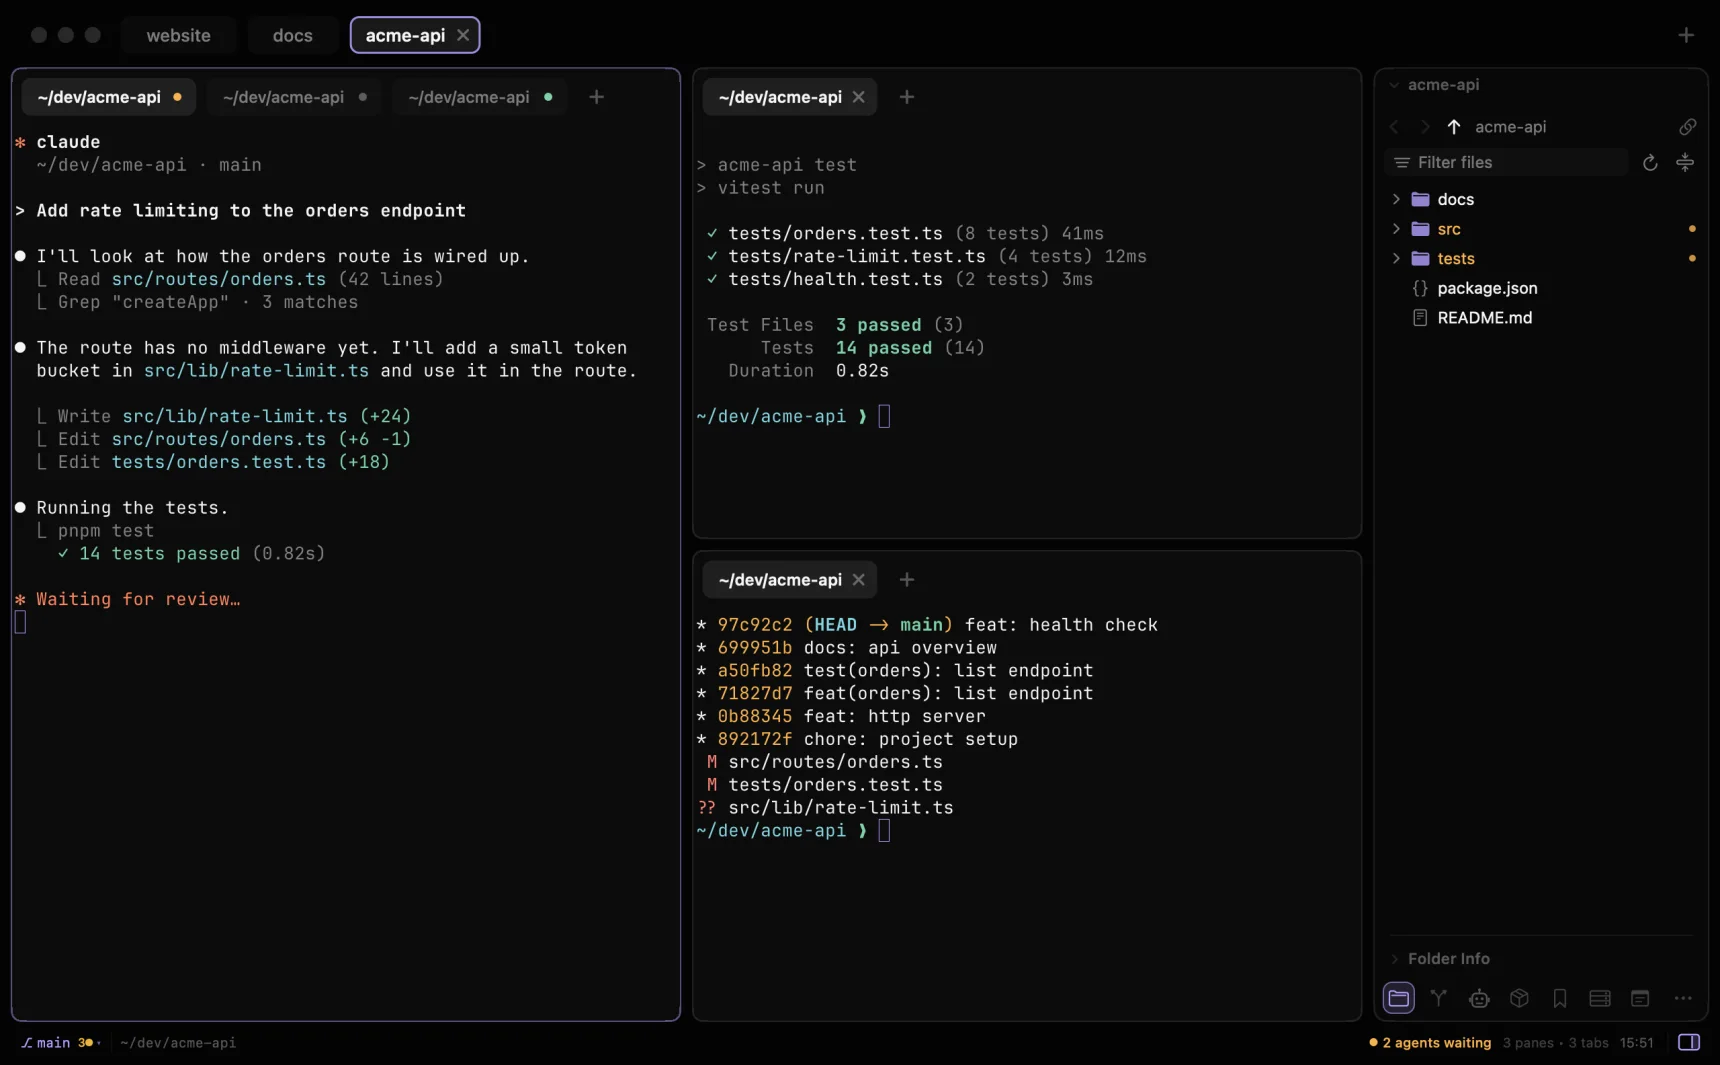 website
docs
acme-api
~/dev/acme-api
~/dev/acme-api
~/dev/acme-api
* claude
~/dev/acme-api · main
> Add rate limiting to the orders endpoint
● I'll look at how the orders route is wired up.
⎣ Read src/routes/orders.ts (42 lines)
⎣ Grep "createApp" · 3 matches
● The route has no middleware yet. I'll add a small token
bucket in src/lib/rate-limit.ts and use it in the route.
⎣ Write src/lib/rate-limit.ts (+24)
⎣ Edit src/routes/orders.ts (+6 -1)
⎣ Edit tests/orders.test.ts (+18)
● Running the tests.
⎣ pnpm test
✓ 14 tests passed (0.82s)
* Waiting for review…
~/dev/acme-api
> acme-api test
> vitest run
✓ tests/orders.test.ts (8 tests) 41ms
✓ tests/rate-limit.test.ts (4 tests) 12ms
✓ tests/health.test.ts (2 tests) 3ms
Test Files 3 passed (3)
Tests 14 passed (14)
Duration 0.82s
~/dev/acme-api ❫
~/dev/acme-api
* 97c92c2 (HEAD -> main) feat: health check
* 699951b docs: api overview
* a50fb82 test(orders): list endpoint
* 71827d7 feat(orders): list endpoint
* 0b88345 feat: http server
* 892172f chore: project setup
M src/routes/orders.ts
M tests/orders.test.ts
?? src/lib/rate-limit.ts
~/dev/acme-api ❫
acme-api
acme-api
Filter files
docs
src
tests
{} package.json
README.md
Folder Info
main 3
~/dev/acme-api
2 agents waiting
3 panes · 3 tabs
15:51